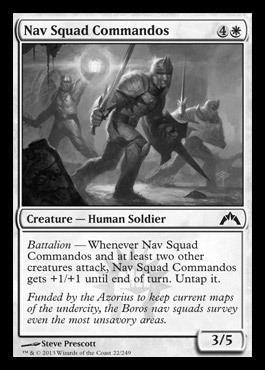 Nav Squad Commandos 4
Creature — Human Soldier
Battalion — Whenever Nav Squad
Commandos and at least two other
creatures attack, Nav Squad Commandos
gets +1/+1 until end of turn. Untap it.
Funded by the Azorius to keep current maps
of the undercity, the Boros nav squads survey
even the most unsavory areas.
3/5
Steve Prescott
™ & © 2013 Wizards of the Coast 22/249